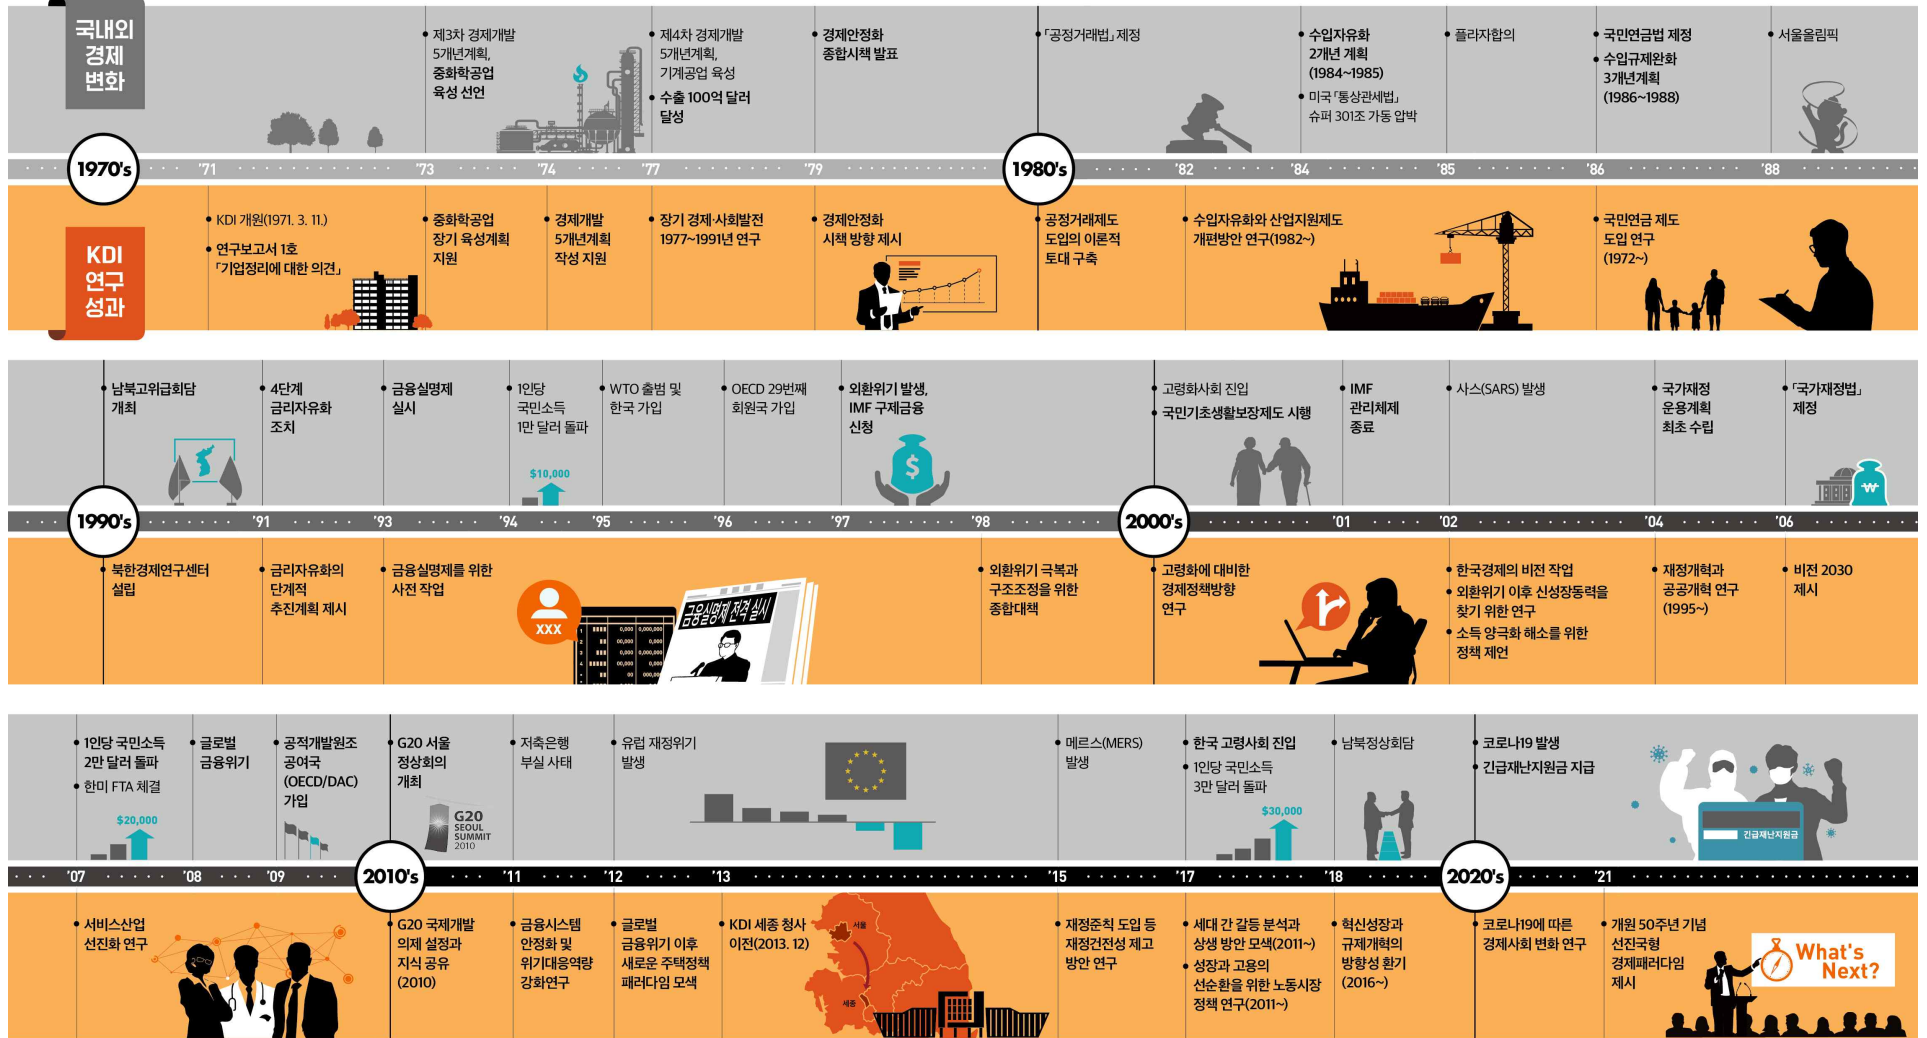 국내외
경제
변화
제3차 경제개발
5개년계획,
중화학공업
육성 선언
제4차 경제개발
5개년계획,
기계공업 육성
수출 100억 달러
달성
경제안정화
종합시책 발표
「공정거래법」 제정
수입자유화
2개년 계획
(1984~1985)
미국 「통상관세법」
슈퍼 301조 가동 압박
플라자합의
국민연금법 제정
수입규제완화
3개년계획
(1986~1988)
서울올림픽
1970's
'71
'73
'74
'77
'79
1980's
'82
'84
'85
'86
'88
KDI
연구
성과
KDI 개원(1971. 3. 11.)
연구보고서 1호
「기업정리에 대한 의견」
중화학공업
장기 육성계획
지원
경제개발
5개년계획
작성 지원
장기 경제·사회발전
1977~1991년 연구
경제안정화
시책 방향 제시
공정거래제도
도입의 이론적
토대 구축
수입자유화와 산업지원제도
개편방안 연구(1982~)
국민연금 제도
도입 연구
(1972~)
남북고위급회담
개최
4단계
금리자유화
조치
금융실명제
실시
1인당
국민소득
1만 달러 돌파
$10,000
WTO 출범 및
한국 가입
OECD 29번째
회원국 가입
외환위기 발생,
IMF 구제금융
신청
$
고령화사회 진입
국민기초생활보장제도 시행
IMF
관리체제
종료
사스(SARS) 발생
국가재정
운용계획
최초 수립
「국가재정법」
제정
₩
1990's
'91
'93
'94
'95
'96
'97
'98
2000's
'01
'02
'04
'06
북한경제연구센터
설립
금리자유화의
단계적
추진계획 제시
금융실명제를 위한
사전 작업
XXX
금융실명제 전격 실시
외환위기 극복과
구조조정을 위한
종합대책
고령화에 대비한
경제정책방향
연구
한국경제의 비전 작업
외환위기 이후 신성장동력을
찾기 위한 연구
소득 양극화 해소를 위한
정책 제언
재정개혁과
공공개혁 연구
(1995~)
비전 2030
제시
1인당 국민소득
2만 달러 돌파
한미 FTA 체결
$20,000
글로벌
금융위기
공적개발원조
공여국
(OECD/DAC)
가입
G20 서울
정상회의
개최
G20
SEOUL
SUMMIT
2010
저축은행
부실 사태
유럽 재정위기
발생
메르스(MERS)
발생
한국 고령사회 진입
1인당 국민소득
3만 달러 돌파
$30,000
남북정상회담
코로나19 발생
긴급재난지원금 지급
긴급재난지원금
'07
'08
'09
2010's
'11
'12
'13
'15
'17
'18
2020's
'21
서비스산업
선진화 연구
G20 국제개발
의제 설정과
지식 공유
(2010)
금융시스템
안정화 및
위기대응역량
강화연구
글로벌
금융위기 이후
새로운 주택정책
패러다임 모색
KDI 세종 청사
이전(2013. 12)
서울
세종
재정준칙 도입 등
재정건전성 제고
방안 연구
세대 간 갈등 분석과
상생 방안 모색(2011~)
성장과 고용의
선순환을 위한 노동시장
정책 연구(2011~)
혁신성장과
규제개혁의
방향성 환기
(2016~)
코로나19에 따른
경제사회 변화 연구
개원 50주년 기념
선진국형
경제패러다임
제시
What's
Next?